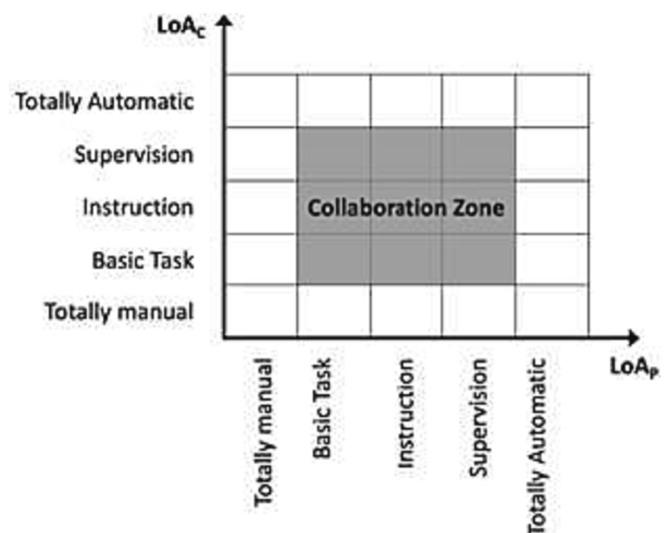 LoAC
Totally Automatic
Supervision
Instruction
Basic Task
Totally manual
Collaboration Zone
LoAP
Totally manual
Basic Task
Instruction
Supervision
Totally Automatic